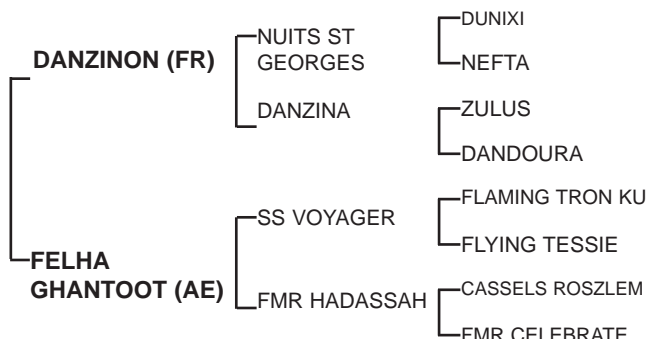 DANZINON (FR)
NUITS ST
GEORGES
DUNIXI
NEFTA
DANZINA
ZULUS
DANDOURA
FELHA
GHANTOOT (AE)
SS VOYAGER
FLAMING TRON KU
FLYING TESSIE
FMR HADASSAH
CASSELS ROSZLEM
FMR CELEBRATE